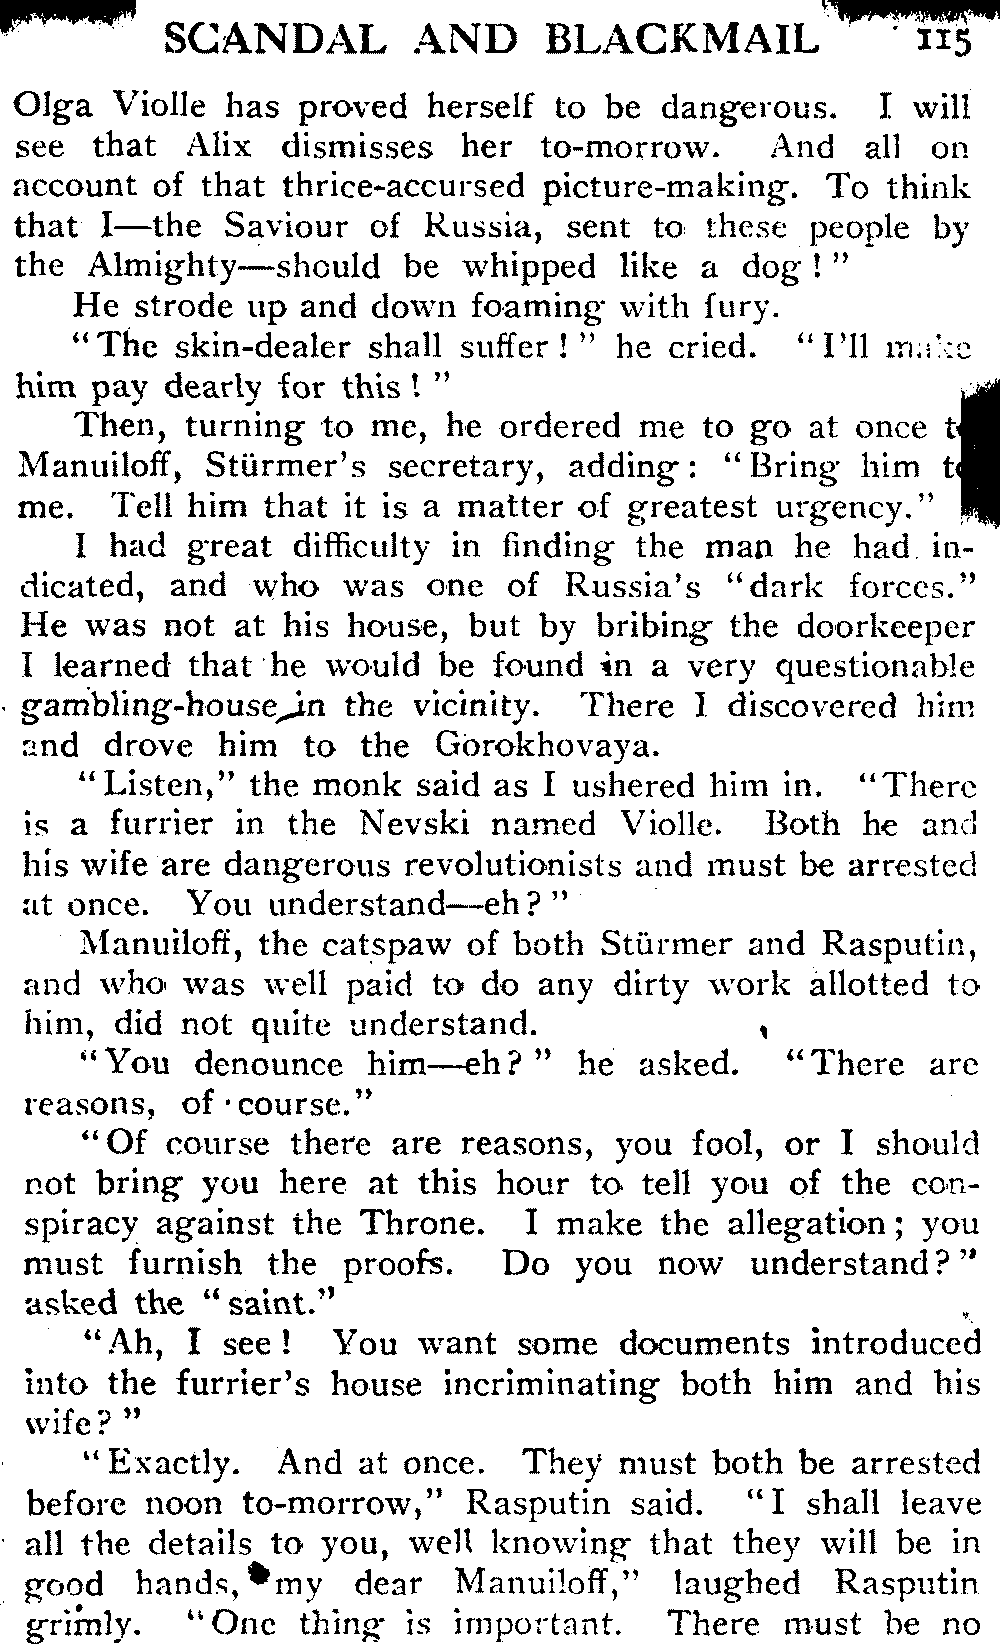 SCANDAL AND BLACKMAIL 115
Olga Violle has proved herself to be dangerous. I will
see that Alix dismisses her to-morrow. And all on
account of that thrice-accursed picture-making. To think
that I—the Saviour of Russia, sent to these people by
the Almighty—should be whipped like a dog!"
He strode up and down foaming with fury.
"The skin-dealer shall suffer!" he cried. "I'll make
him pay dearly for this!"
Then, turning to me, he ordered me to go at once to
Manuiloff, Stürmer's secretary, adding: "Bring him to
me. Tell him that it is a matter of greatest urgency."
I had great difficulty in finding the man he had in-
dicated, and who was one of Russia's "dark forces."
He was not at his house, but by bribing the doorkeeper
I learned that he would be found in a very questionable
gambling-house in the vicinity. There I discovered him
and drove him to the Gorokhovaya.
"Listen," the monk said as I ushered him in. "There
is a furrier in the Nevski named Violle. Both he and
his wife are dangerous revolutionists and must be arrested
at once. You understand—eh?"
Manuiloff, the catspaw of both Stürmer and Rasputin,
and who was well paid to do any dirty work allotted to
him, did not quite understand.
"You denounce him—eh?" he asked. "There are
reasons, of course."
"Of course there are reasons, you fool, or I should
not bring you here at this hour to tell you of the con-
spiracy against the Throne. I make the allegation; you
must furnish the proofs. Do you now understand?"
asked the "saint."
"Ah, I see! You want some documents introduced
into the furrier's house incriminating both him and his
wife?"
"Exactly. And at once. They must both be arrested
before noon to-morrow," Rasputin said. "I shall leave
all the details to you, well knowing that they will be in
good hands, my dear Manuiloff," laughed Rasputin
grimly. "One thing is important. There must be no